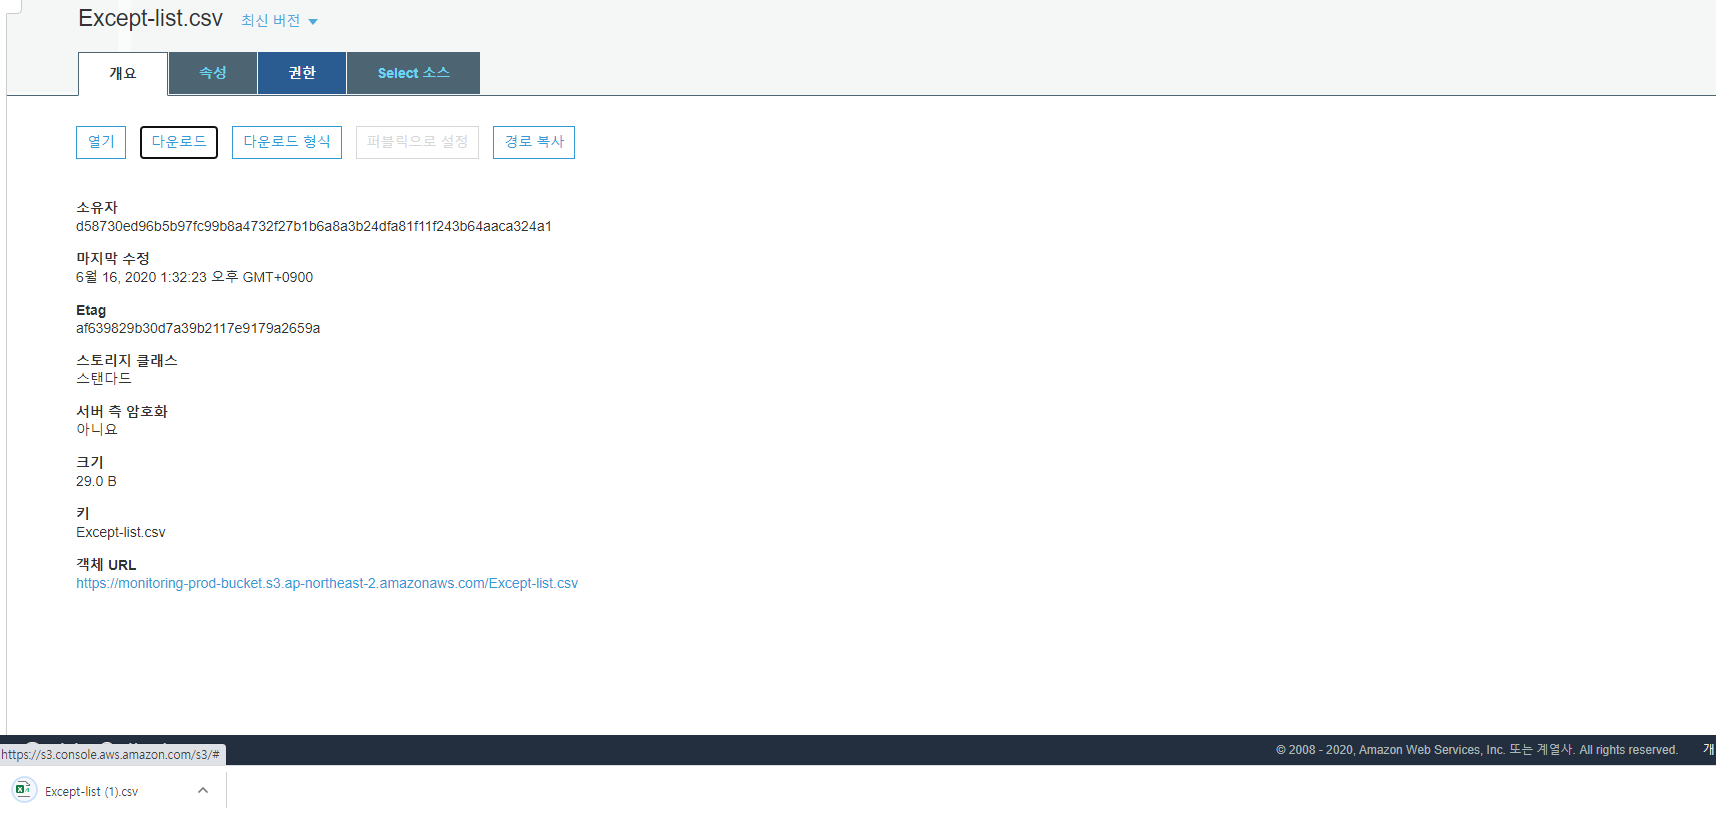 Except-list.csv 최신 버전
개요 속성 권한 Select 소스
열기 다운로드 다운로드 형식 퍼블릭으로 설정 경로 복사
소유자
d58730ed96b5b97fc99b8a4732f27b1b6a8a3b24dfa81f11f243b64aaca324a1
마지막 수정
6월 16, 2020 1:32:23 오후 GMT+0900
Etag
af639829b30d7a39b2117e9179a2659a
스토리지 클래스
스탠다드
서버 측 암호화
아니요
크기
29.0 B
키
Except-list.csv
객체 URL
https://monitoring-prod-bucket.s3.ap-northeast-2.amazonaws.com/Except-list.csv
© 2008 - 2020, Amazon Web Services, Inc. 또는 계열사. All rights reserved. 개
https://s3.console.aws.amazon.com/s3/#
Except-list (1).csv